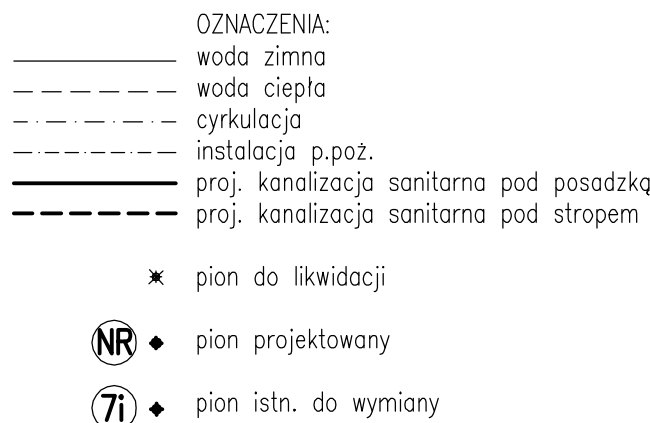 OZNACZENIA:
woda zimna
woda ciepła
cyrkulacja
instalacja p.poż.
proj. kanalizacja sanitarna pod posadzką
proj. kanalizacja sanitarna pod stropem
pion do likwidacji
NR pion projektowany
7i pion istn. do wymiany